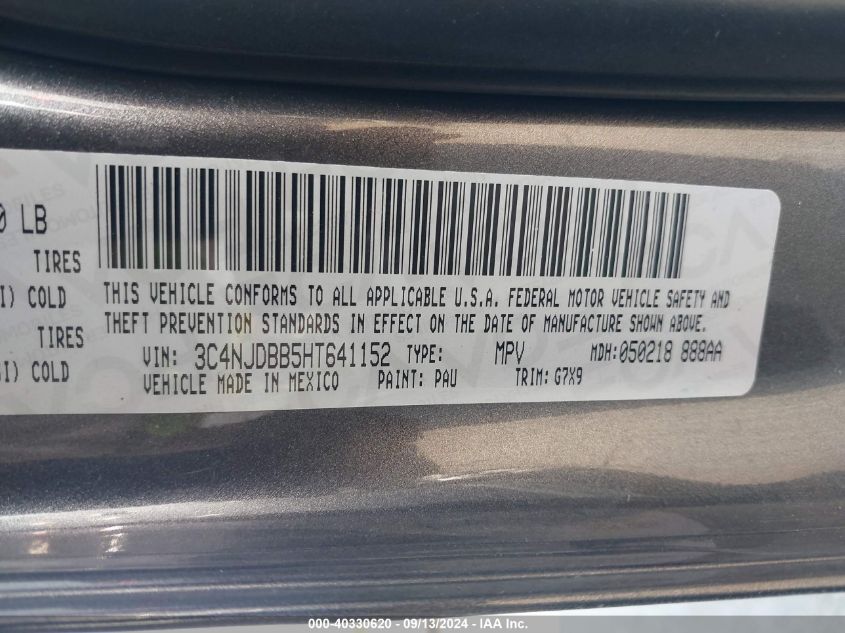 0 LB
TIRES
I) COLD
TIRES
SI) COLD
THIS VEHICLE CONFORMS TO ALL APPLICABLE U.S.A. FEDERAL MOTOR VEHICLE SAFETY AND
THEFT PREVENTION STANDARDS IN EFFECT ON THE DATE OF MANUFACTURE SHOWN ABOVE.
VIN: 3C4NJDBB5HT641152 TYPE: MPV MDH:050218 888AA
VEHICLE MADE IN MEXICO PAINT: PAU TRIM: G7X9
000-40330620 - 09/13/2024 - IAA Inc.